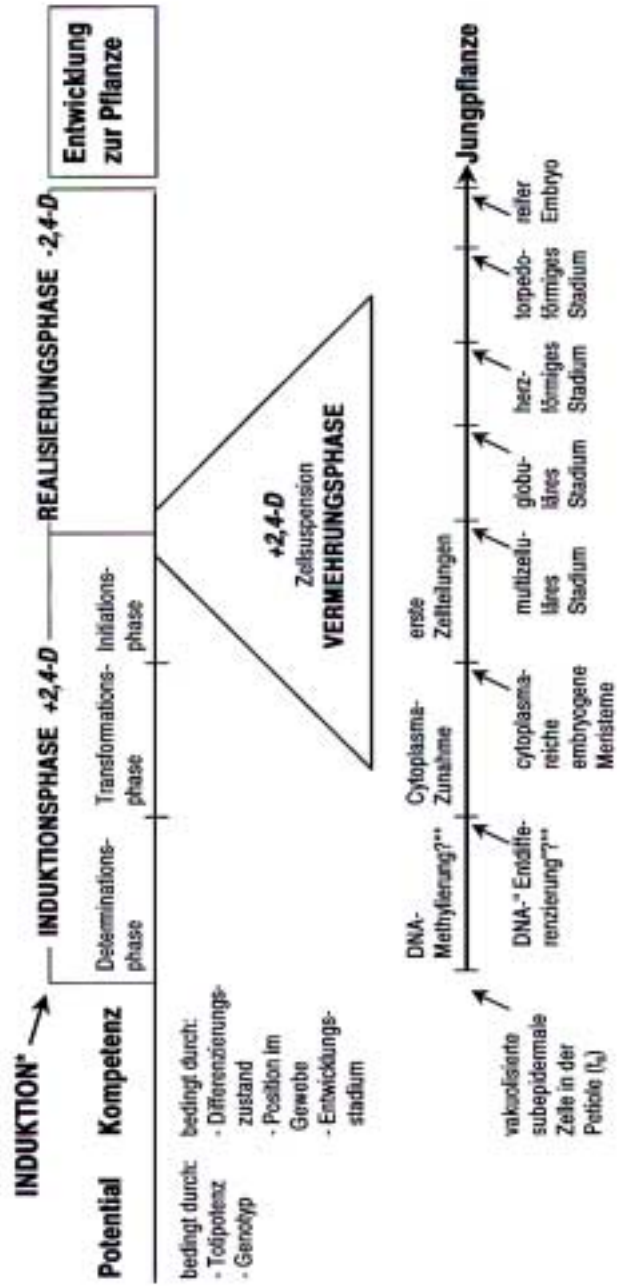 INDUKTION*
INDUKTIONSPHASE +2,4-D
REALISIERUNGSPHASE -2,4-D
Entwicklung
zur Pflanze
Potential
Kompetenz
Determinations-
phase
Transformations-
phase
Initiations-
phase
bedingt durch:
- Totipotenz
- Genotyp
bedingt durch:
- Differenzierungs-
zustand
- Position im
Gewebe
- Entwicklungs-
stadium
+2,4-D
Zellsuspension
VERMEHRUNGSPHASE
DNA-
Methylierung?**
Cytoplasma-
Zunahme
erste
Zellteilungen
Jungpflanze
vakuolisierte
subepidermale
Zelle in der
Petiole (t₀)
DNA-"Entdiffe-
renzierung"?**
cytoplasma-
reiche
embryogene
Meristeme
multizellu-
läres
Stadium
globu-
läres
Stadium
herz-
förmiges
Stadium
torpedo-
förmiges
Stadium
reifer
Embryo